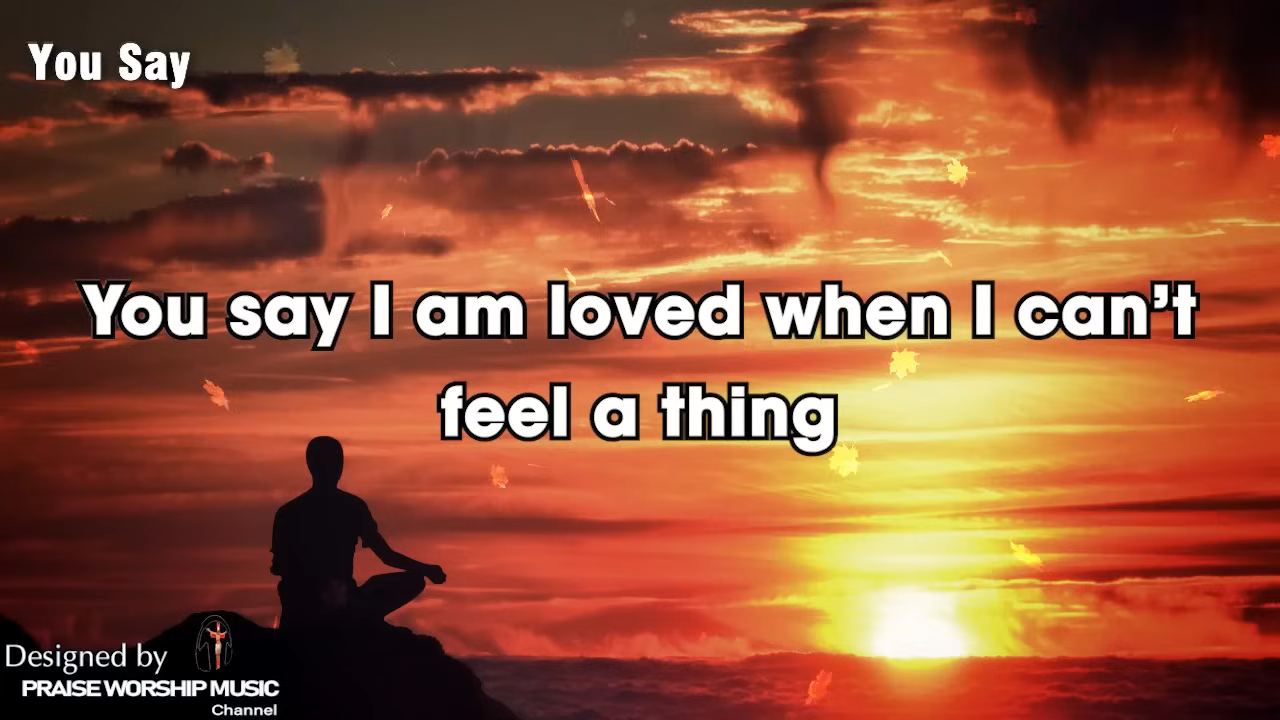 You Say
You say I am loved when I can’t
feel a thing
Designed by
PRAISE WORSHIP MUSIC
Channel